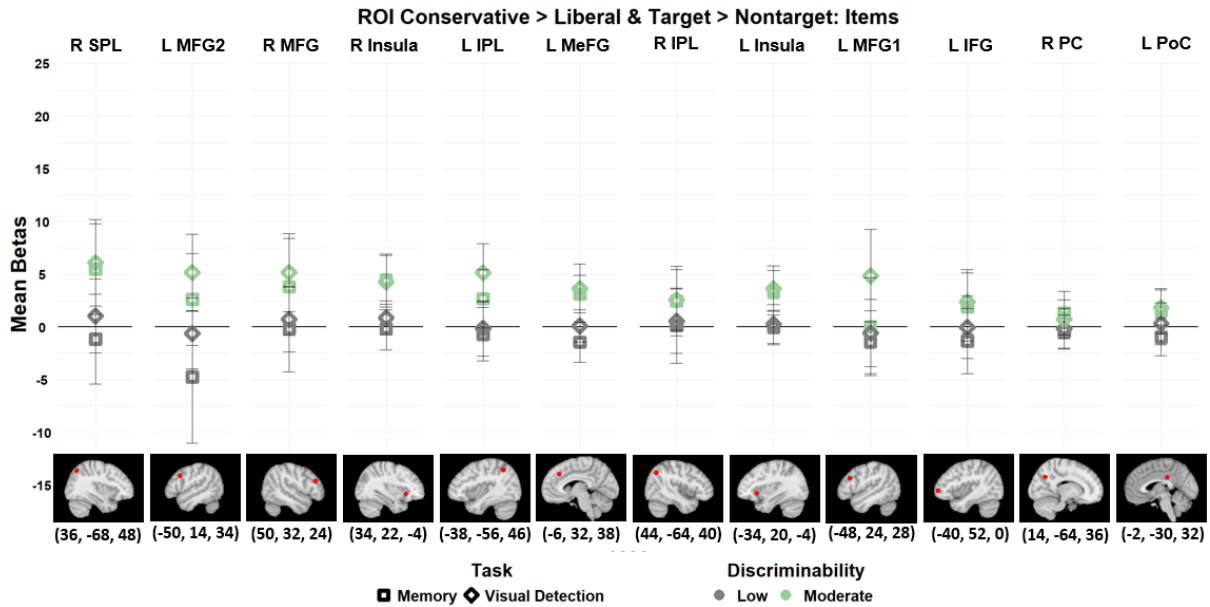 ROI Conservative > Liberal & Target > Nontarget: Items
R SPL L MFG2 R MFG R Insula L IPL L MeFG R IPL L Insula L MFG1 L IFG R PC L PoC
25
20
15
10
5
0
-5
-10
-15
Mean Betas
(36, -68, 48) (-50, 14, 34) (50, 32, 24) (34, 22, -4) (-38, -56, 46) (-6, 32, 38) (44, -64, 40) (-34, 20, -4) (-48, 24, 28) (-40, 52, 0) (14, -64, 36) (-2, -30, 32)
Task Discriminability
Memory Visual Detection Low Moderate